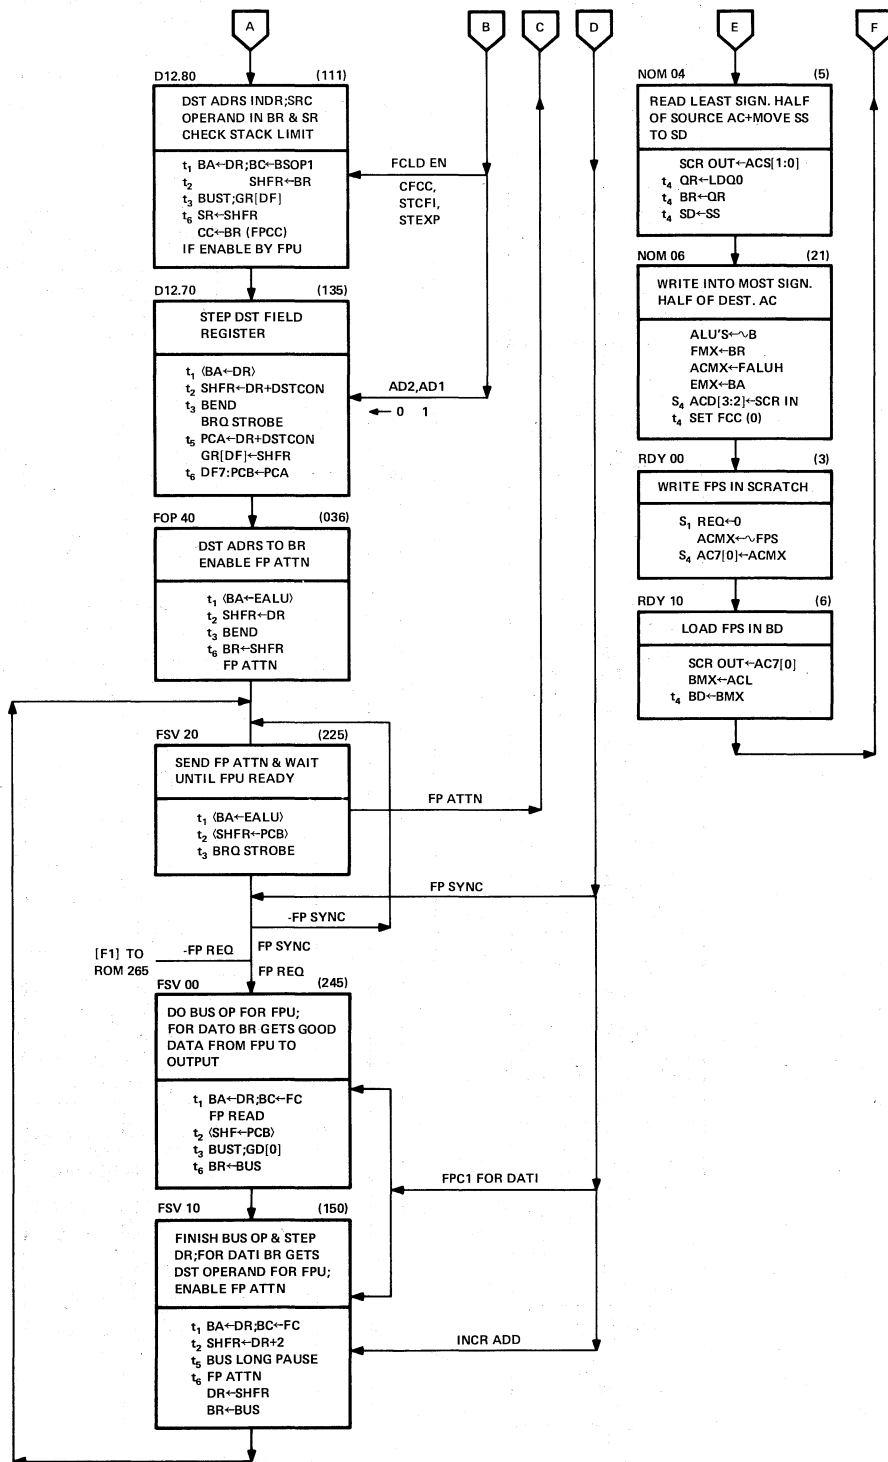 A
B
C
D
E
F
D12.80 (111)
DST ADRS INDR;SRC
OPERAND IN BR & SR
CHECK STACK LIMIT
t1 BA←DR;BC←BSOP1
t2 SHFR←BR
t3 BUST;GR[DF]
t6 SR←SHFR
CC←BR (FPCC)
IF ENABLE BY FPU
FCLD EN
CFCC,
STCFI,
STEXP
D12.70 (135)
STEP DST FIELD
REGISTER
t1 ⟨BA←DR⟩
t2 SHFR←DR+DSTCON
t3 BEND
BRQ STROBE
t5 PCA←DR+DSTCON
GR[DF]←SHFR
t6 DF7:PCB←PCA
AD2,AD1
← 0 1
FOP 40 (036)
DST ADRS TO BR
ENABLE FP ATTN
t1 ⟨BA←EALU⟩
t2 SHFR←DR
t3 BEND
t6 BR←SHFR
FP ATTN
FSV 20 (225)
SEND FP ATTN & WAIT
UNTIL FPU READY
t1 ⟨BA←EALU⟩
t2 ⟨SHFR←PCB⟩
t3 BRQ STROBE
FP ATTN
FP SYNC
-FP SYNC
[F1] TO
ROM 265
-FP REQ
FP SYNC
FP REQ
FSV 00 (245)
DO BUS OP FOR FPU;
FOR DATO BR GETS GOOD
DATA FROM FPU TO
OUTPUT
t1 BA←DR;BC←FC
FP READ
t2 ⟨SHF←PCB⟩
t3 BUST;GD[0]
t6 BR←BUS
FPC1 FOR DATI
FSV 10 (150)
FINISH BUS OP & STEP
DR;FOR DATI BR GETS
DST OPERAND FOR FPU;
ENABLE FP ATTN
t1 BA←DR;BC←FC
t2 SHFR←DR+2
t5 BUS LONG PAUSE
t6 FP ATTN
DR←SHFR
BR←BUS
INCR ADD
NOM 04 (5)
READ LEAST SIGN. HALF
OF SOURCE AC+MOVE SS
TO SD
SCR OUT←ACS[1:0]
t4 QR←LDQ0
t4 BR←QR
t4 SD←SS
NOM 06 (21)
WRITE INTO MOST SIGN.
HALF OF DEST. AC
ALU'S←∿B
FMX←BR
ACMX←FALUH
EMX←BA
S4 ACD[3:2]←SCR IN
t4 SET FCC (0)
RDY 00 (3)
WRITE FPS IN SCRATCH
S1 REQ←0
ACMX←∿FPS
S4 AC7[0]←ACMX
RDY 10 (6)
LOAD FPS IN BD
SCR OUT←AC7[0]
BMX←ACL
t4 BD←BMX